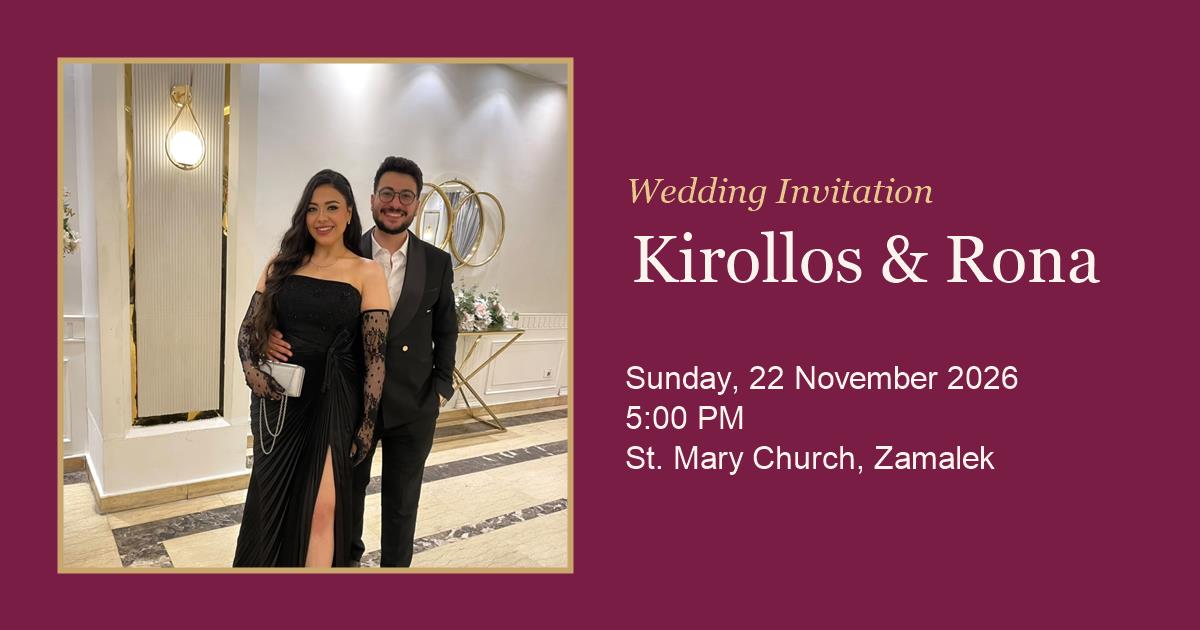 Wedding Invitation
Kirollos & Rona
Sunday, 22 November 2026
5:00 PM
St. Mary Church, Zamalek